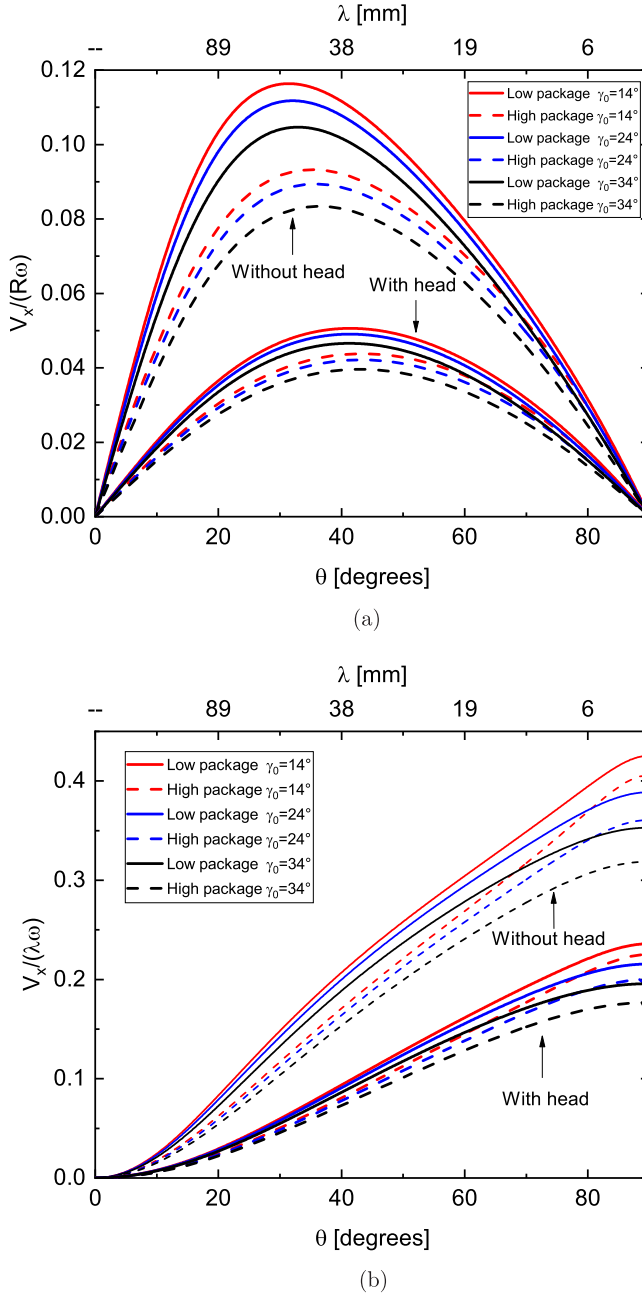 λ [mm]
-- 89 38 19 6
0.12
0.10
0.08
0.06
0.04
0.02
0.00
Vx/(Rω)
Low package γ0=14°
High package γ0=14°
Low package γ0=24°
High package γ0=24°
Low package γ0=34°
High package γ0=34°
Without head
With head
0 20 40 60 80
θ [degrees]
(a)
λ [mm]
-- 89 38 19 6
0.4
0.3
0.2
0.1
0.0
Vx/(λω)
Low package γ0=14°
High package γ0=14°
Low package γ0=24°
High package γ0=24°
Low package γ0=34°
High package γ0=34°
Without head
With head
0 20 40 60 80
θ [degrees]
(b)